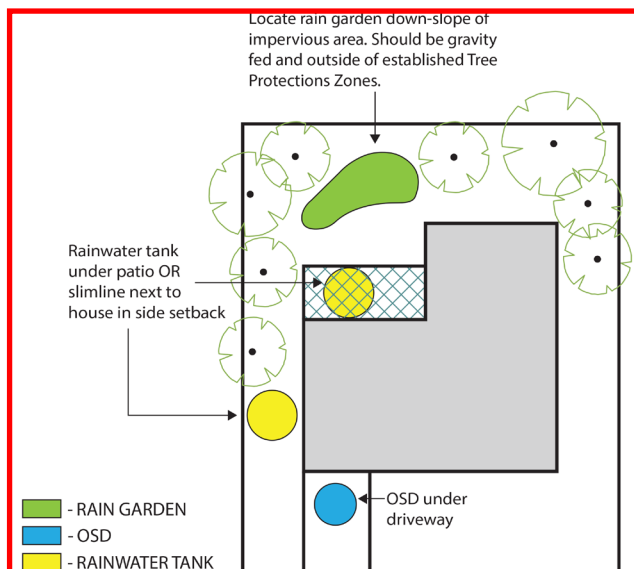 Locate rain garden down-slope of
impervious area. Should be gravity
fed and outside of established Tree
Protections Zones.
Rainwater tank
under patio OR
slimline next to
house in side setback
OSD under
driveway
- RAIN GARDEN
- OSD
- RAINWATER TANK